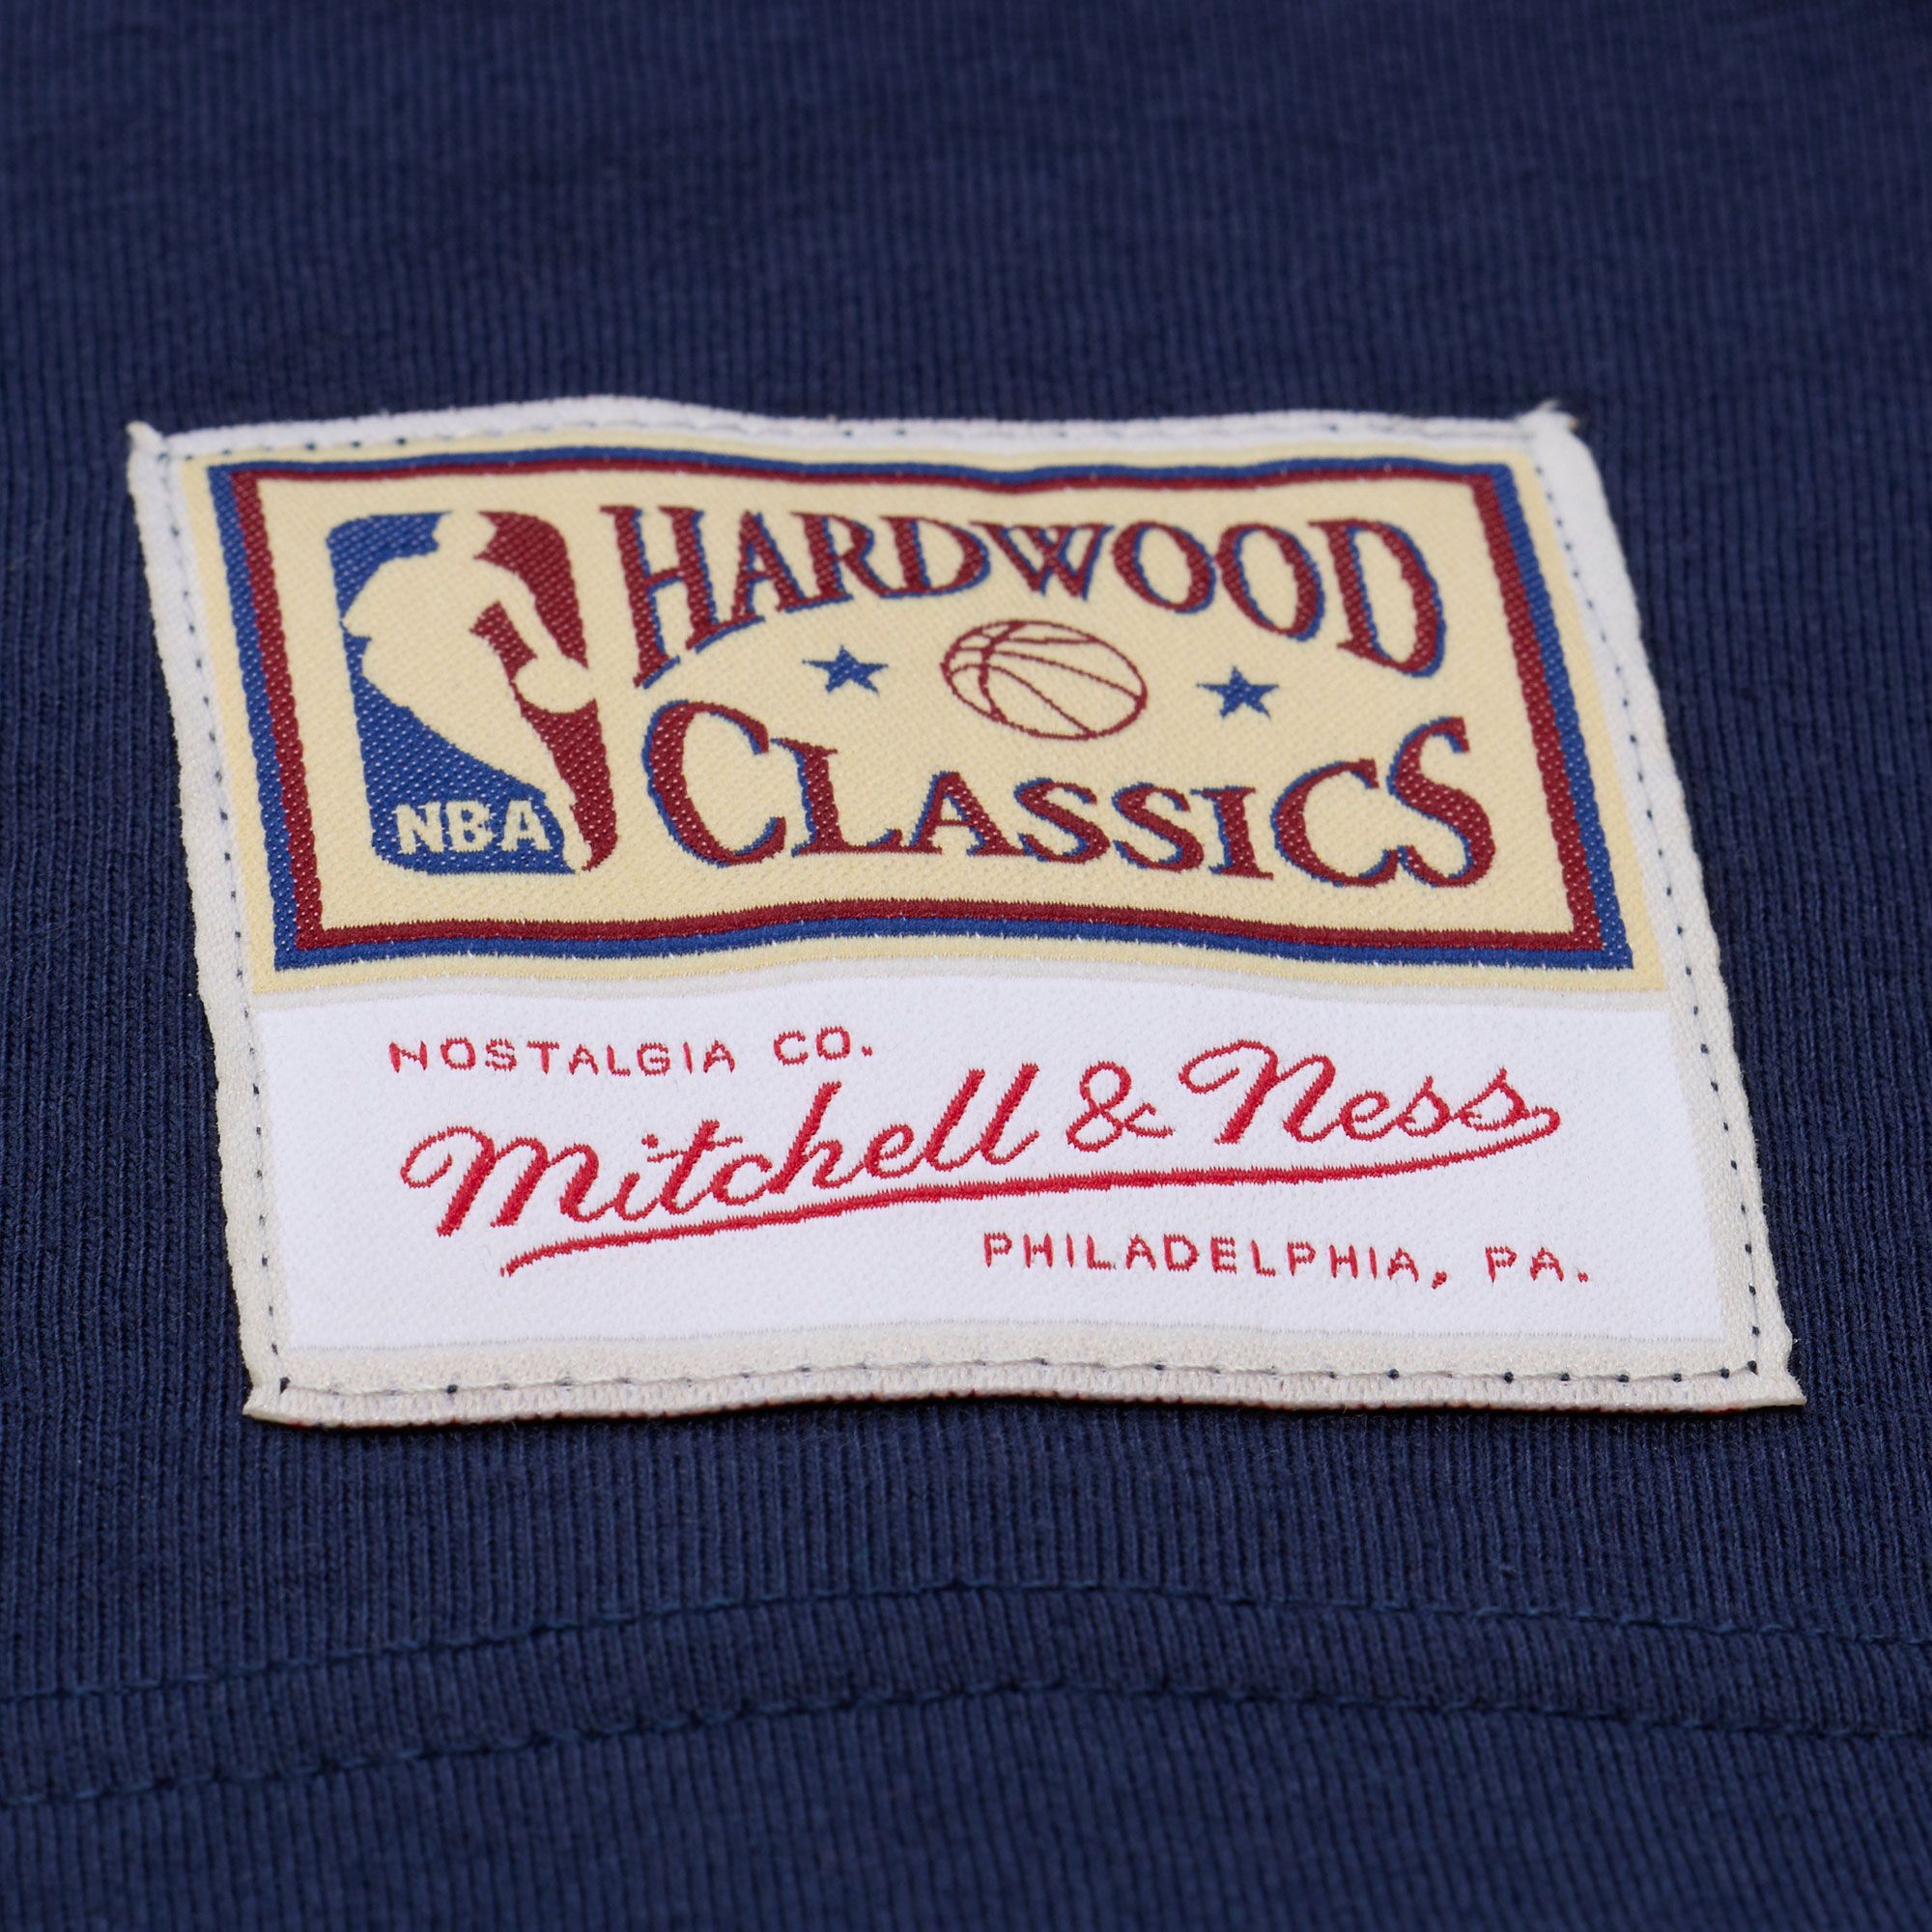 NBA
HARDWOOD
CLASSICS
NOSTALGIA CO.
Mitchell & Ness
PHILADELPHIA, PA.